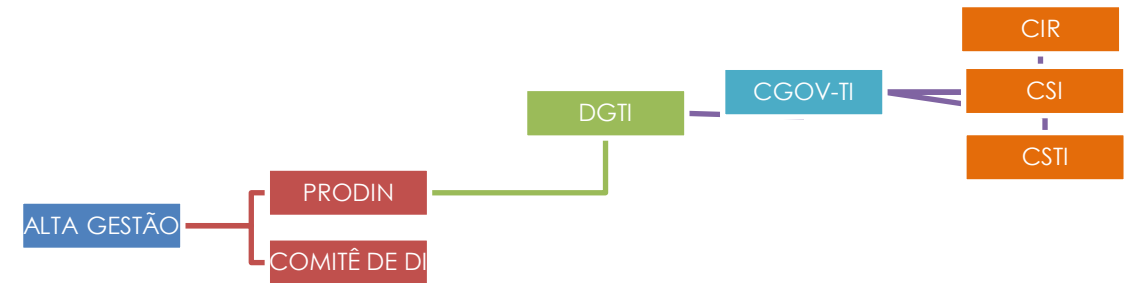 CIR
CGOV-TI
CSI
DGTI
CSTI
PRODIN
ALTA GESTÃO
COMITÊ DE DI